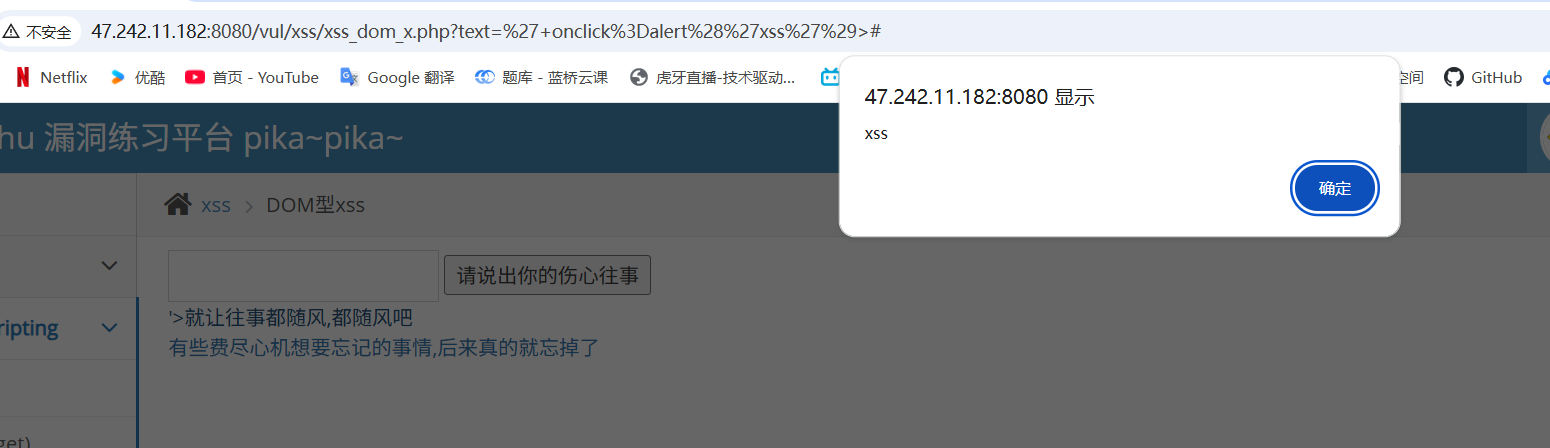 不安全 47.242.11.182:8080/vul/xss/xss_dom_x.php?text=%27+onclick%3Dalert%28%27xss%27%29>#
Netflix 优酷 首页 - YouTube Google 翻译 题库 - 蓝桥云课 虎牙直播-技术驱动... 空间 GitHub
47.242.11.182:8080 显示
xss
确定
hu 漏洞练习平台 pika~pika~
xss > DOM型xss
请说出你的伤心往事
'>就让往事都随风,都随风吧
ripting
有些费尽心机想要忘记的事情,后来真的就忘掉了
get)